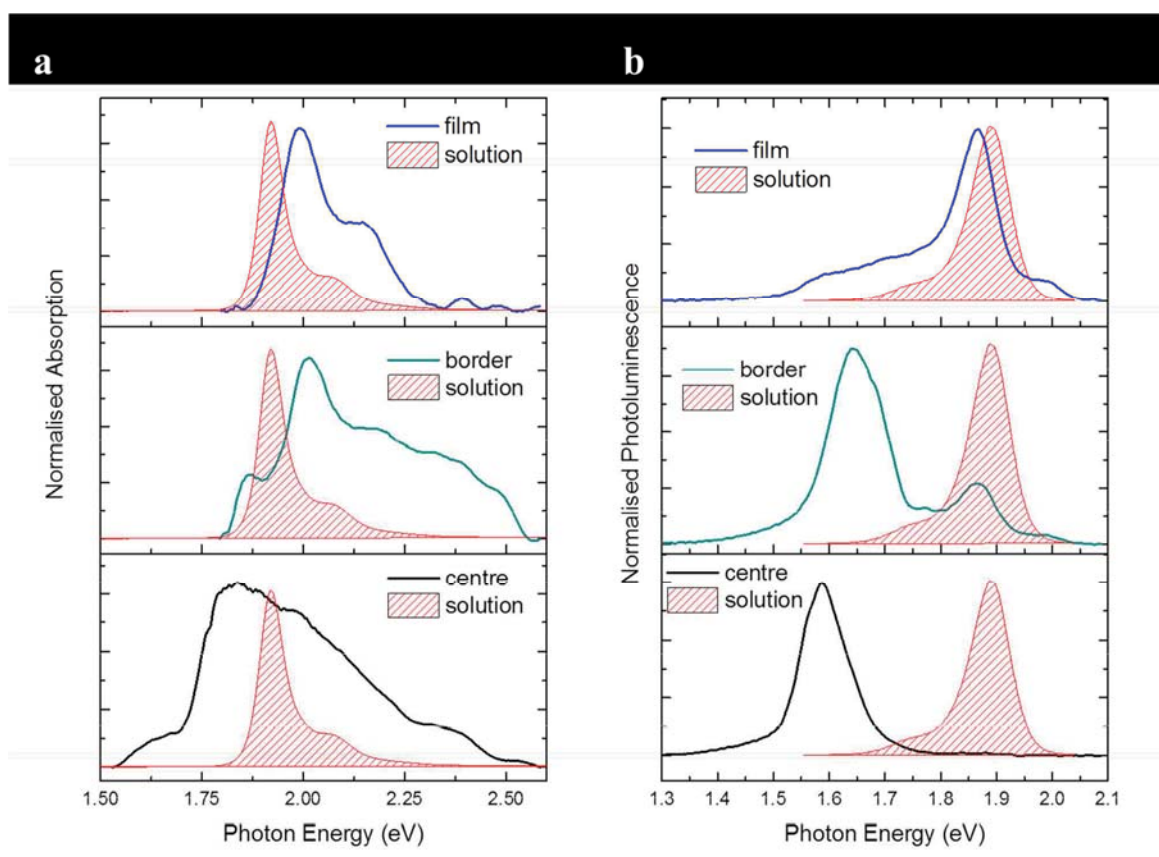 a
b
film
solution
border
solution
centre
solution
Normalised Absorption
1.50
1.75
2.00
2.25
2.50
Photon Energy (eV)
film
solution
border
solution
centre
solution
Normalised Photoluminescence
1.3
1.4
1.5
1.6
1.7
1.8
1.9
2.0
2.1
Photon Energy (eV)